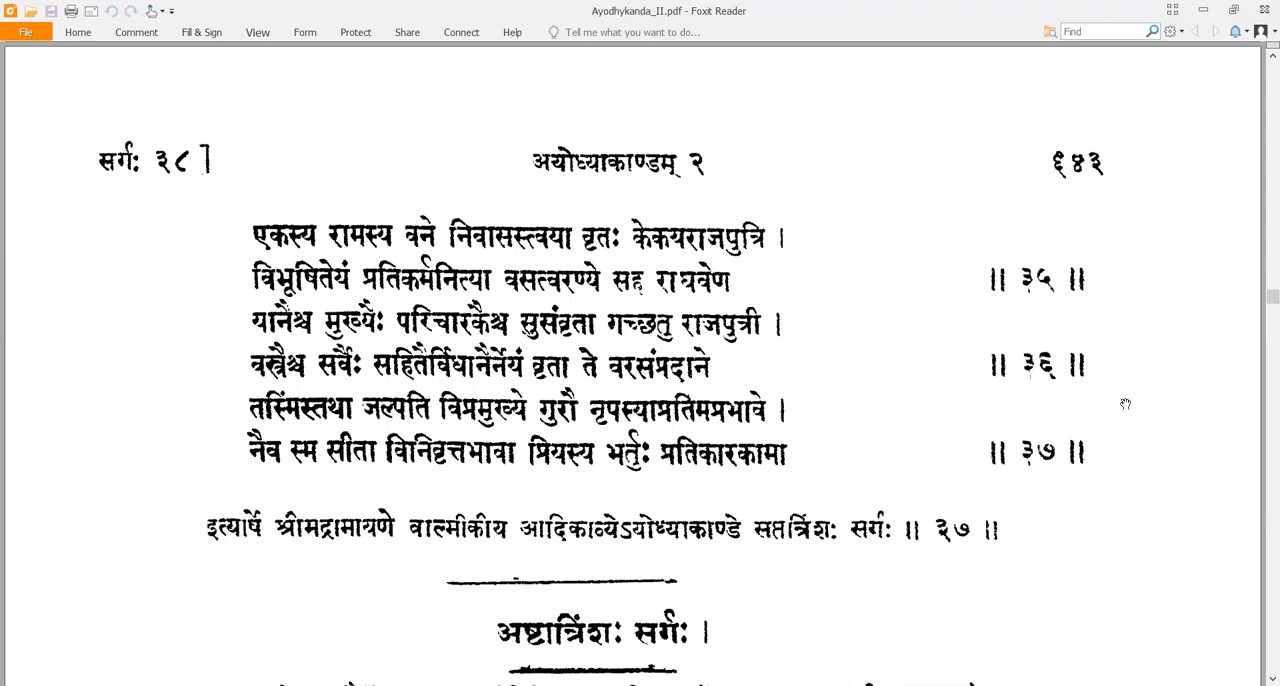 Ayodhykanda_II.pdf - Foxit Reader
File Home Comment Fill & Sign View Form Protect Share Connect Help Tell me what you want to do... Find
सर्गः ३८] अयोध्याकाण्डम् २ ६४३
एकस्य रामस्य वने निवासस्त्वया वृतः केकयराजपुत्रि ।
विभूषितेयं प्रतिकर्मनित्या वसत्वरण्ये सह राघवेण ॥ ३५ ॥
यानैश्च मुख्यैः परिचारकैश्च सुसंवृता गच्छतु राजपुत्री ।
वस्त्रैश्च सर्वैः सहितैर्विधानैर्नेयं वृता ते वरसंप्रदाने ॥ ३६ ॥
तस्मिंस्तथा जल्पति विप्रमुख्ये गुरौ नृपस्याप्रतिमप्रभावे ।
नैव स्म सीता विनिवृत्तभावा प्रियस्य भर्तुः प्रतिकारकामा ॥ ३७ ॥
इत्यार्षे श्रीमद्रामायणे वाल्मीकीय आदिकाव्येऽयोध्याकाण्डे सप्तत्रिंशः सर्गः ॥ ३७ ॥
अष्टात्रिंशः सर्गः ।